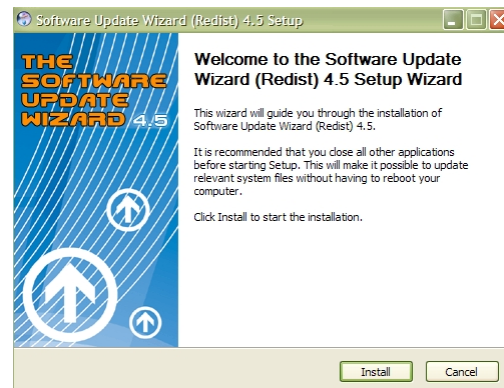 Software Update Wizard (Redist) 4.5 Setup
THE
SOFTWARE
UPDATE
WIZARD 4.5
Welcome to the Software Update
Wizard (Redist) 4.5 Setup Wizard
This wizard will guide you through the installation of
Software Update Wizard (Redist) 4.5.
It is recommended that you close all other applications
before starting Setup. This will make it possible to update
relevant system files without having to reboot your
computer.
Click Install to start the installation.
Install
Cancel